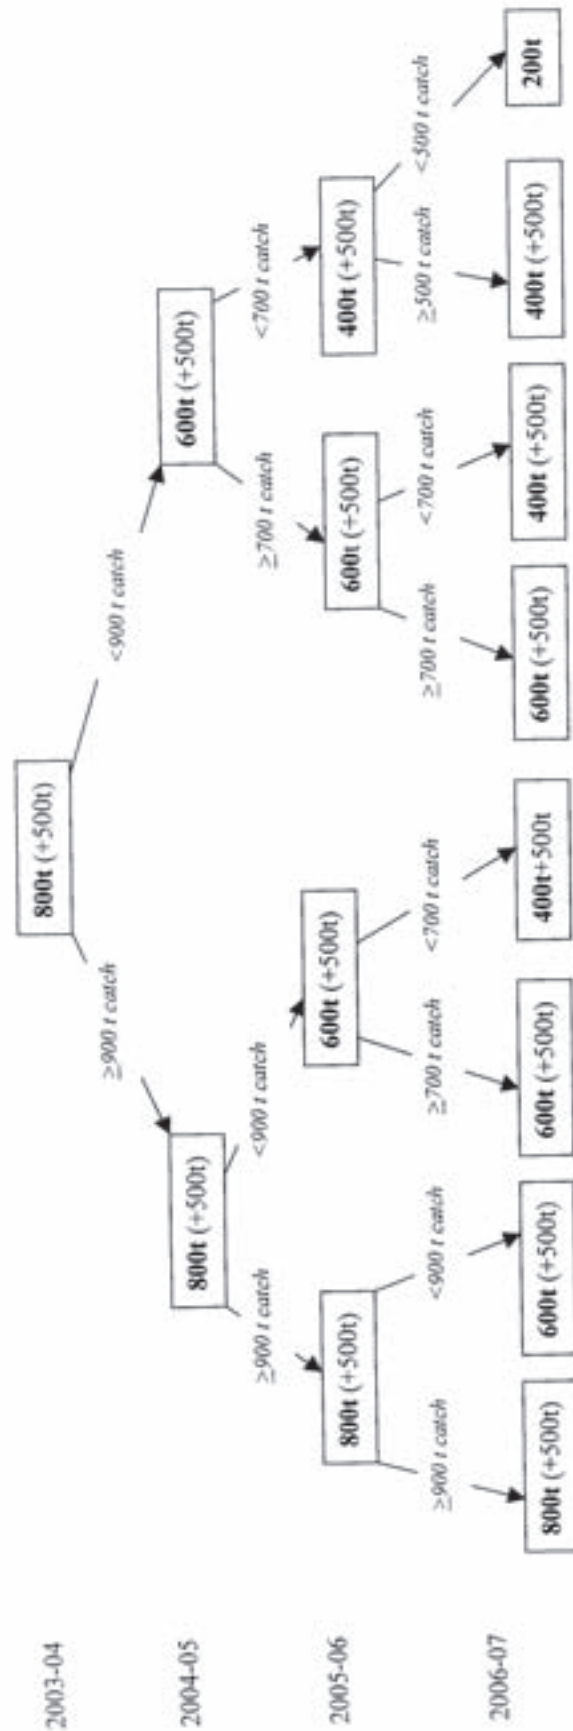 2003-04
800t (+500t)
≥900 t catch
<900 t catch
2004-05
800t (+500t)
600t (+500t)
≥900 t catch
<900 t catch
≥700 t catch
<700 t catch
2005-06
800t (+500t)
600t (+500t)
600t (+500t)
400t (+500t)
≥900 t catch
<900 t catch
≥700 t catch
<700 t catch
≥700 t catch
<700 t catch
≥500 t catch
<500 t catch
2006-07
800t (+500t)
600t (+500t)
600t (+500t)
400t+500t
600t (+500t)
400t (+500t)
400t (+500t)
200t